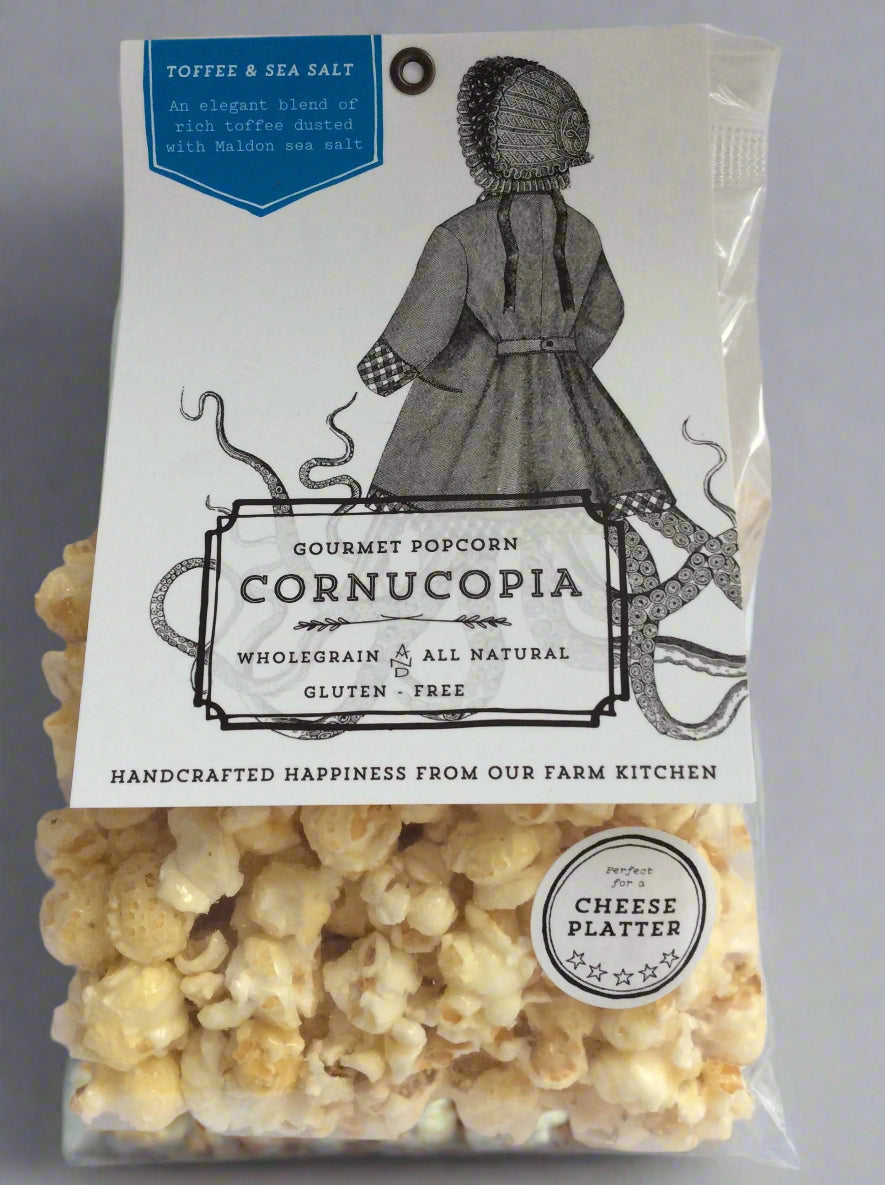 TOFFEE & SEA SALT
An elegant blend of
rich toffee dusted
with Maldon sea salt
GOURMET POPCORN
CORNUCOPIA
WHOLEGRAIN AND ALL NATURAL
GLUTEN - FREE
HANDCRAFTED HAPPINESS FROM OUR FARM KITCHEN
Perfect
for a
CHEESE
PLATTER